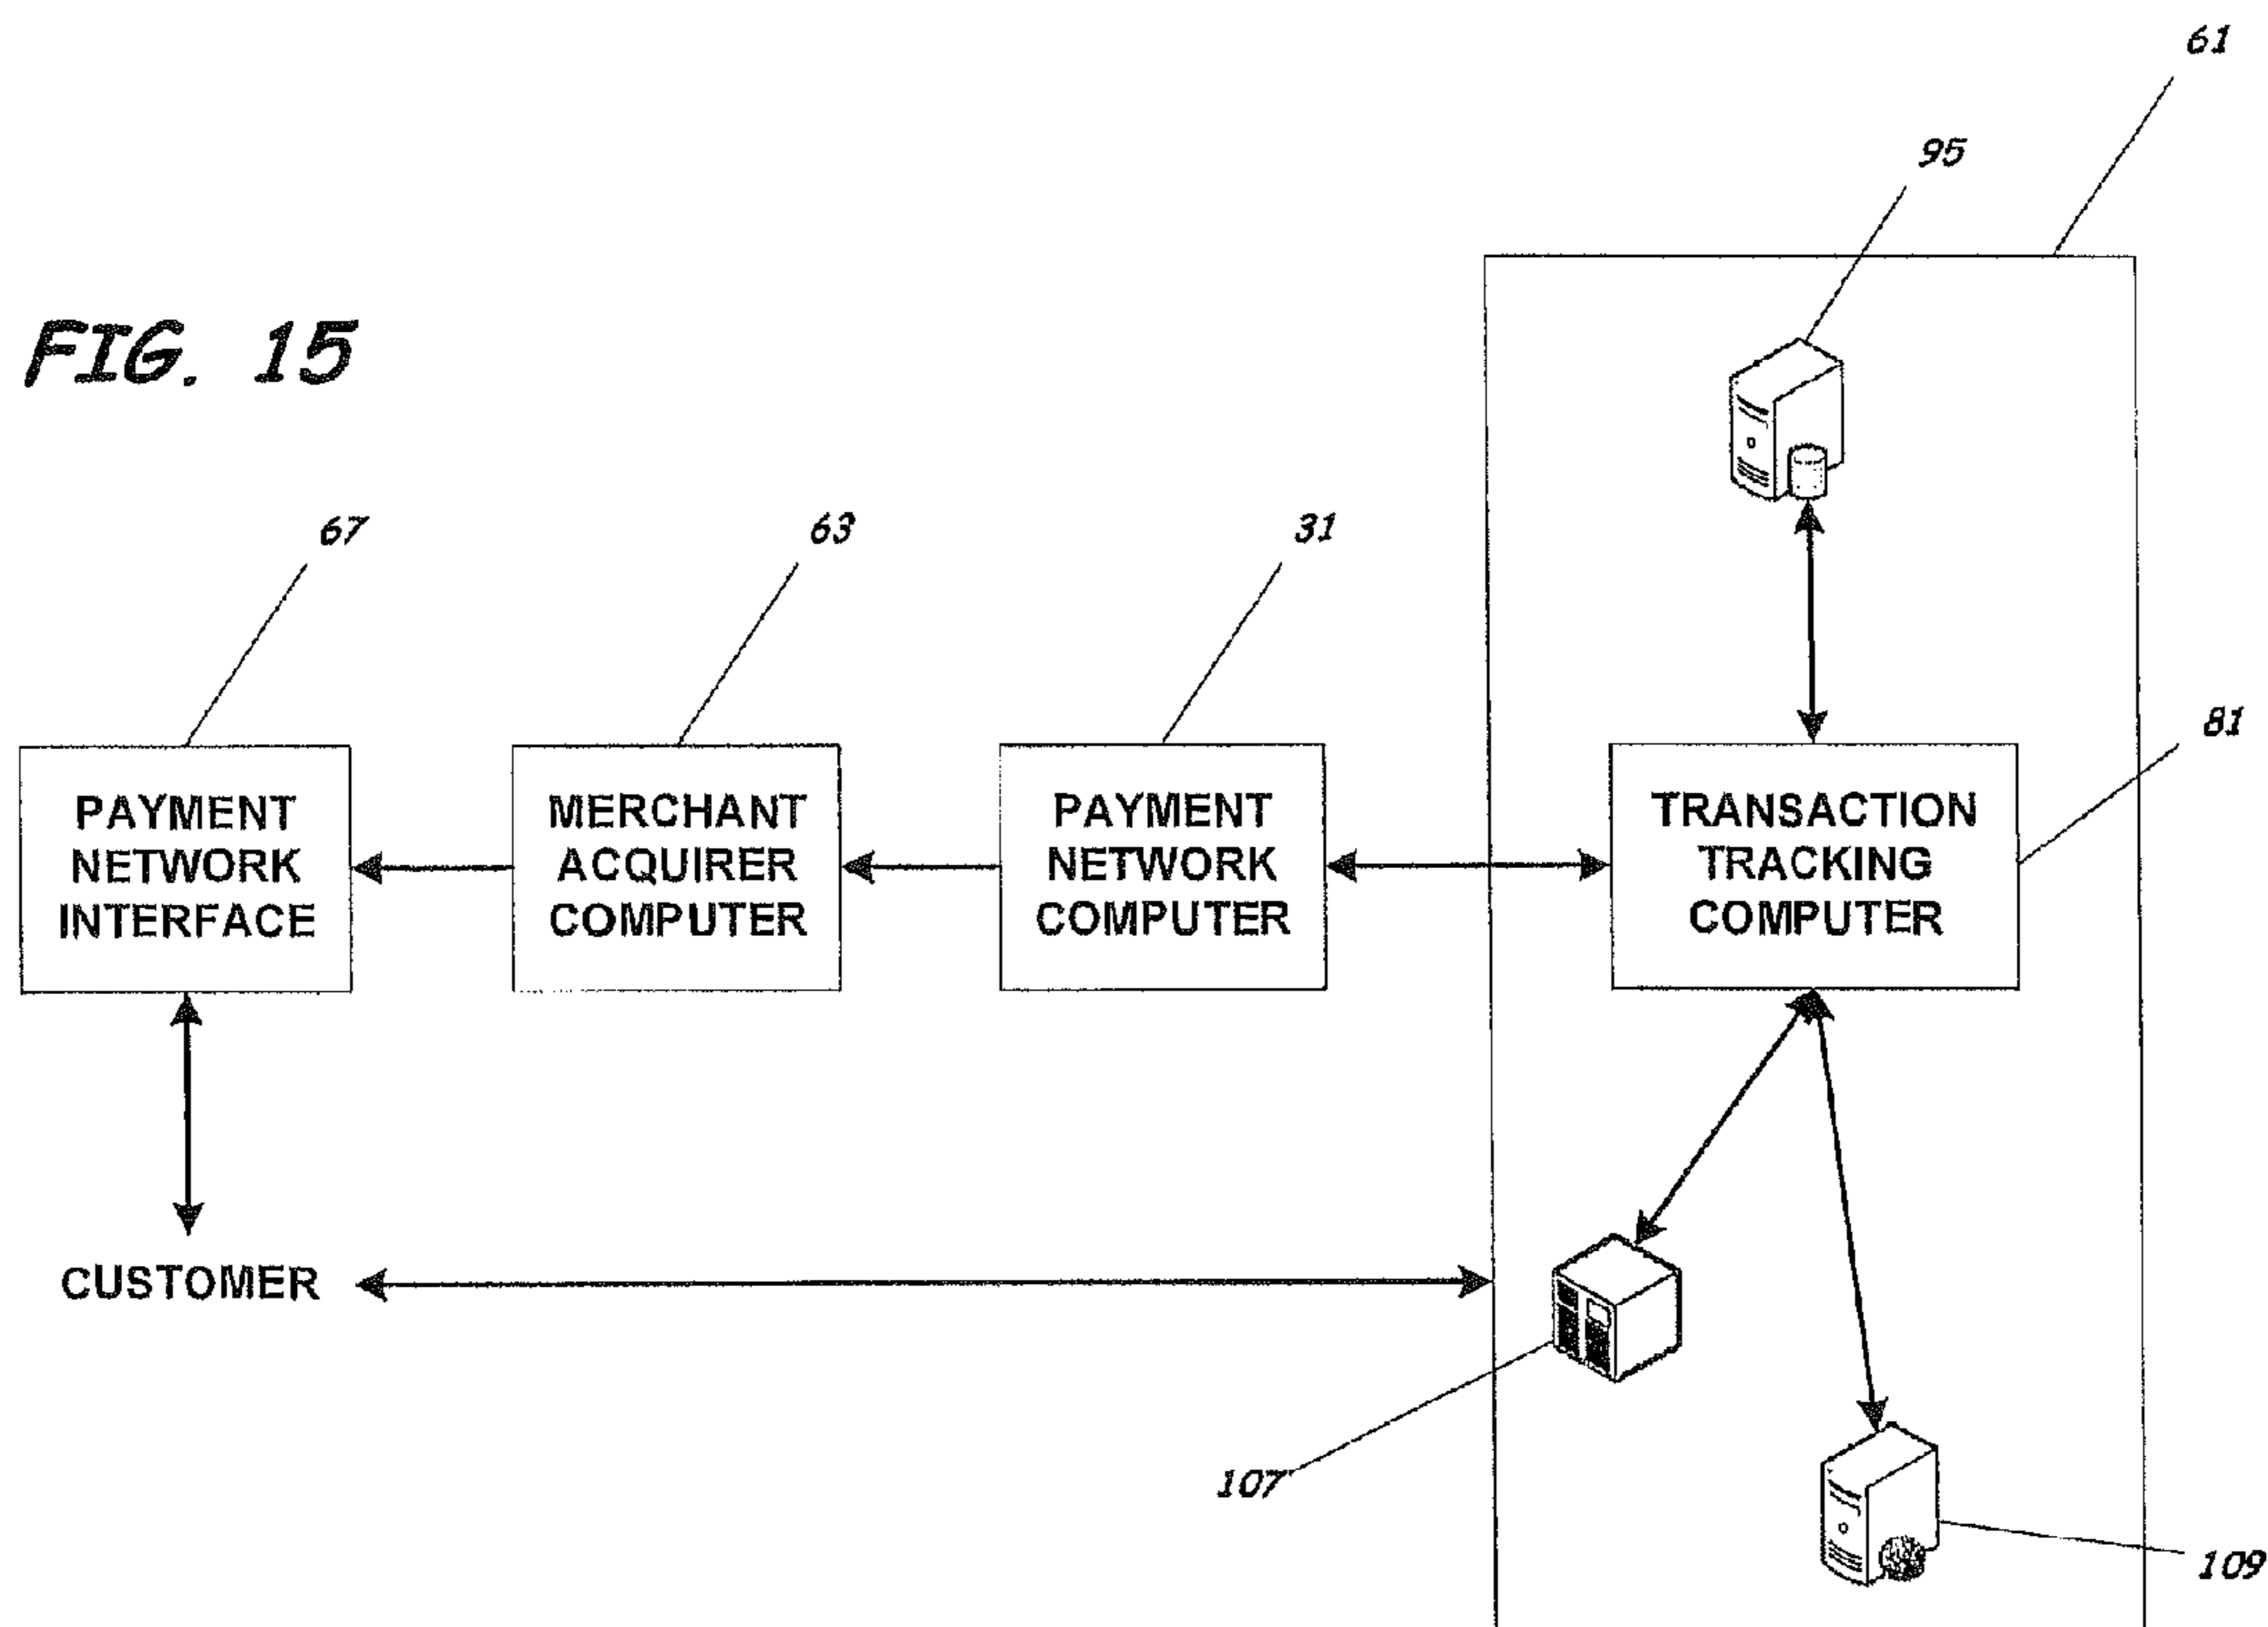 61
95
FIG. 15
67
63
31
81
PAYMENT
NETWORK
INTERFACE
MERCHANT
ACQUIRER
COMPUTER
PAYMENT
NETWORK
COMPUTER
TRANSACTION
TRACKING
COMPUTER
CUSTOMER
107
109